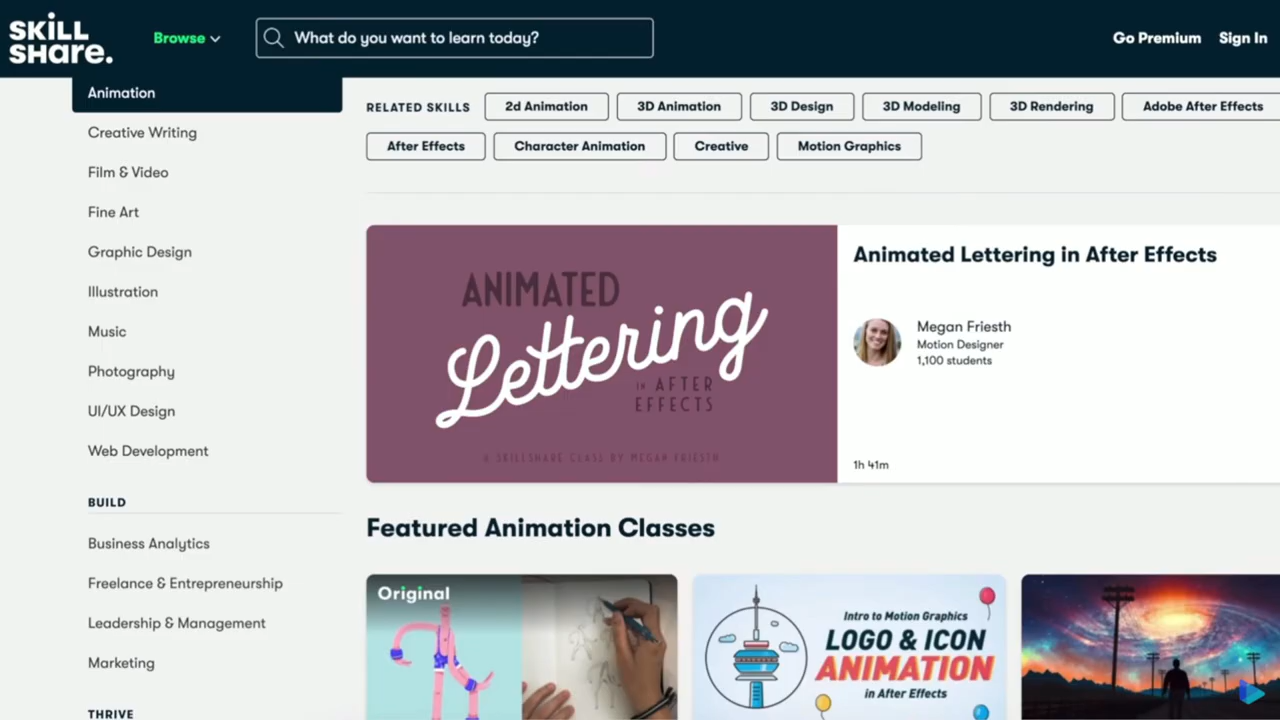 SKILL
SHARE.
Browse
What do you want to learn today?
Go Premium
Sign In
Animation
Creative Writing
Film & Video
Fine Art
Graphic Design
Illustration
Music
Photography
UI/UX Design
Web Development
BUILD
Business Analytics
Freelance & Entrepreneurship
Leadership & Management
Marketing
THRIVE
RELATED SKILLS
2d Animation
3D Animation
3D Design
3D Modeling
3D Rendering
Adobe After Effects
After Effects
Character Animation
Creative
Motion Graphics
ANIMATED
Lettering
IN AFTER
EFFECTS
A SKILLSHARE CLASS BY MEGAN FRIESTH
Animated Lettering in After Effects
Megan Friesth
Motion Designer
1,100 students
1h 41m
Featured Animation Classes
Original
Intro to Motion Graphics
LOGO & ICON
ANIMATION
in After Effects